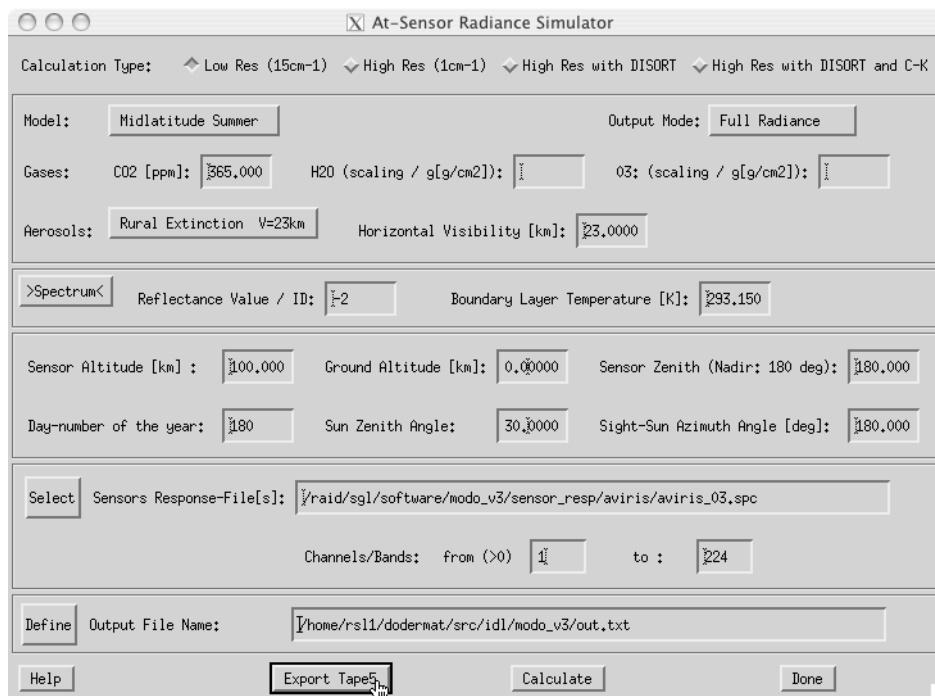 At-Sensor Radiance Simulator
Calculation Type: Low Res (15cm-1) High Res (1cm-1) High Res with DISORT High Res with DISORT and C-K
Model: Midlatitude Summer Output Mode: Full Radiance
Gases: CO2 [ppm]: 365.000 H2O (scaling / g[g/cm2]): O3: (scaling / g[g/cm2]):
Aerosols: Rural Extinction V=23km Horizontal Visibility [km]: 23.0000
>Spectrum< Reflectance Value / ID: -2 Boundary Layer Temperature [K]: 293.150
Sensor Altitude [km] : 100.000 Ground Altitude [km]: 0.00000 Sensor Zenith (Nadir: 180 deg): 180.000
Day-number of the year: 180 Sun Zenith Angle: 30.0000 Sight-Sun Azimuth Angle [deg]: 180.000
Select Sensors Response-File[s]: /raid/sgl/software/modo_v3/sensor_resp/aviris/aviris_03.spc
Channels/Bands: from (>0) 1 to : 224
Define Output File Name: /home/rsl1/dodermat/src/idl/modo_v3/out.txt
Help Export Tape5 Calculate Done